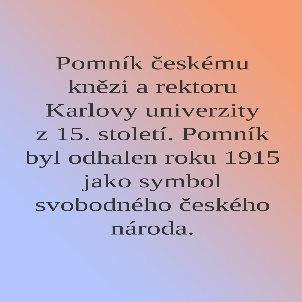 Pomník českému
knězi a rektoru
Karlovy univerzity
z 15. století. Pomník
byl odhalen roku 1915
jako symbol
svobodného českého
národa.